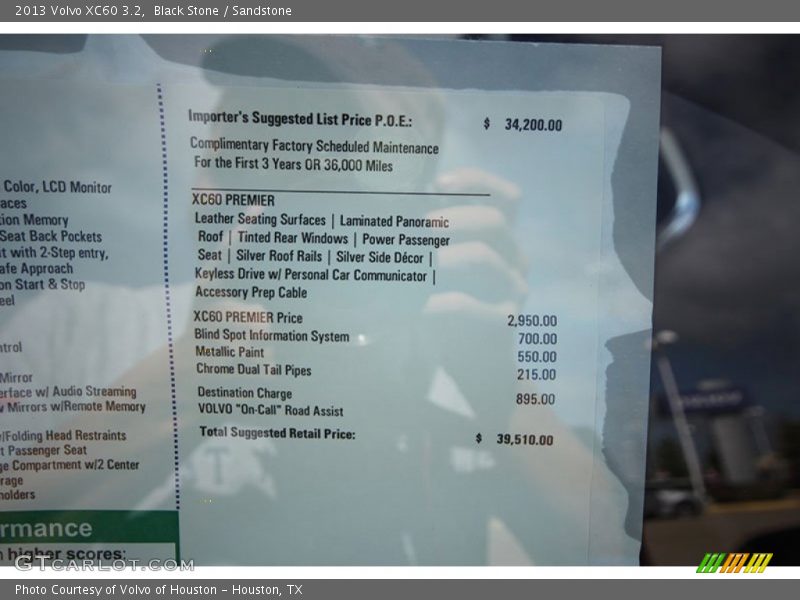 2013 Volvo XC60 3.2, Black Stone / Sandstone
Color, LCD Monitor
aces
ion Memory
Seat Back Pockets
t with 2-Step entry,
afe Approach
on Start & Stop
eel
ntrol
Mirror
erface w/ Audio Streaming
w Mirrors w/Remote Memory
/Folding Head Restraints
t Passenger Seat
ge Compartment w/2 Center
rage
holders
rmance
higher scores:
Importer's Suggested List Price P.O.E.: $ 34,200.00
Complimentary Factory Scheduled Maintenance
For the First 3 Years OR 36,000 Miles
XC60 PREMIER
Leather Seating Surfaces | Laminated Panoramic
Roof | Tinted Rear Windows | Power Passenger
Seat | Silver Roof Rails | Silver Side Décor |
Keyless Drive w/ Personal Car Communicator |
Accessory Prep Cable
XC60 PREMIER Price 2,950.00
Blind Spot Information System 700.00
Metallic Paint 550.00
Chrome Dual Tail Pipes 215.00
Destination Charge 895.00
VOLVO "On-Call" Road Assist
Total Suggested Retail Price: $ 39,510.00
GTCARLOT.COM
Photo Courtesy of Volvo of Houston - Houston, TX